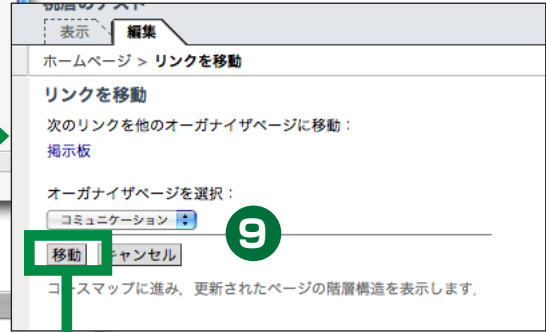 表示 編集
ホームページ > リンクを移動
リンクを移動
次のリンクを他のオーガナイザページに移動：
掲示板
オーガナイザページを選択：
コミュニケーション
9
移動 キャンセル
コースマップに進み，更新されたページの階層構造を表示します．